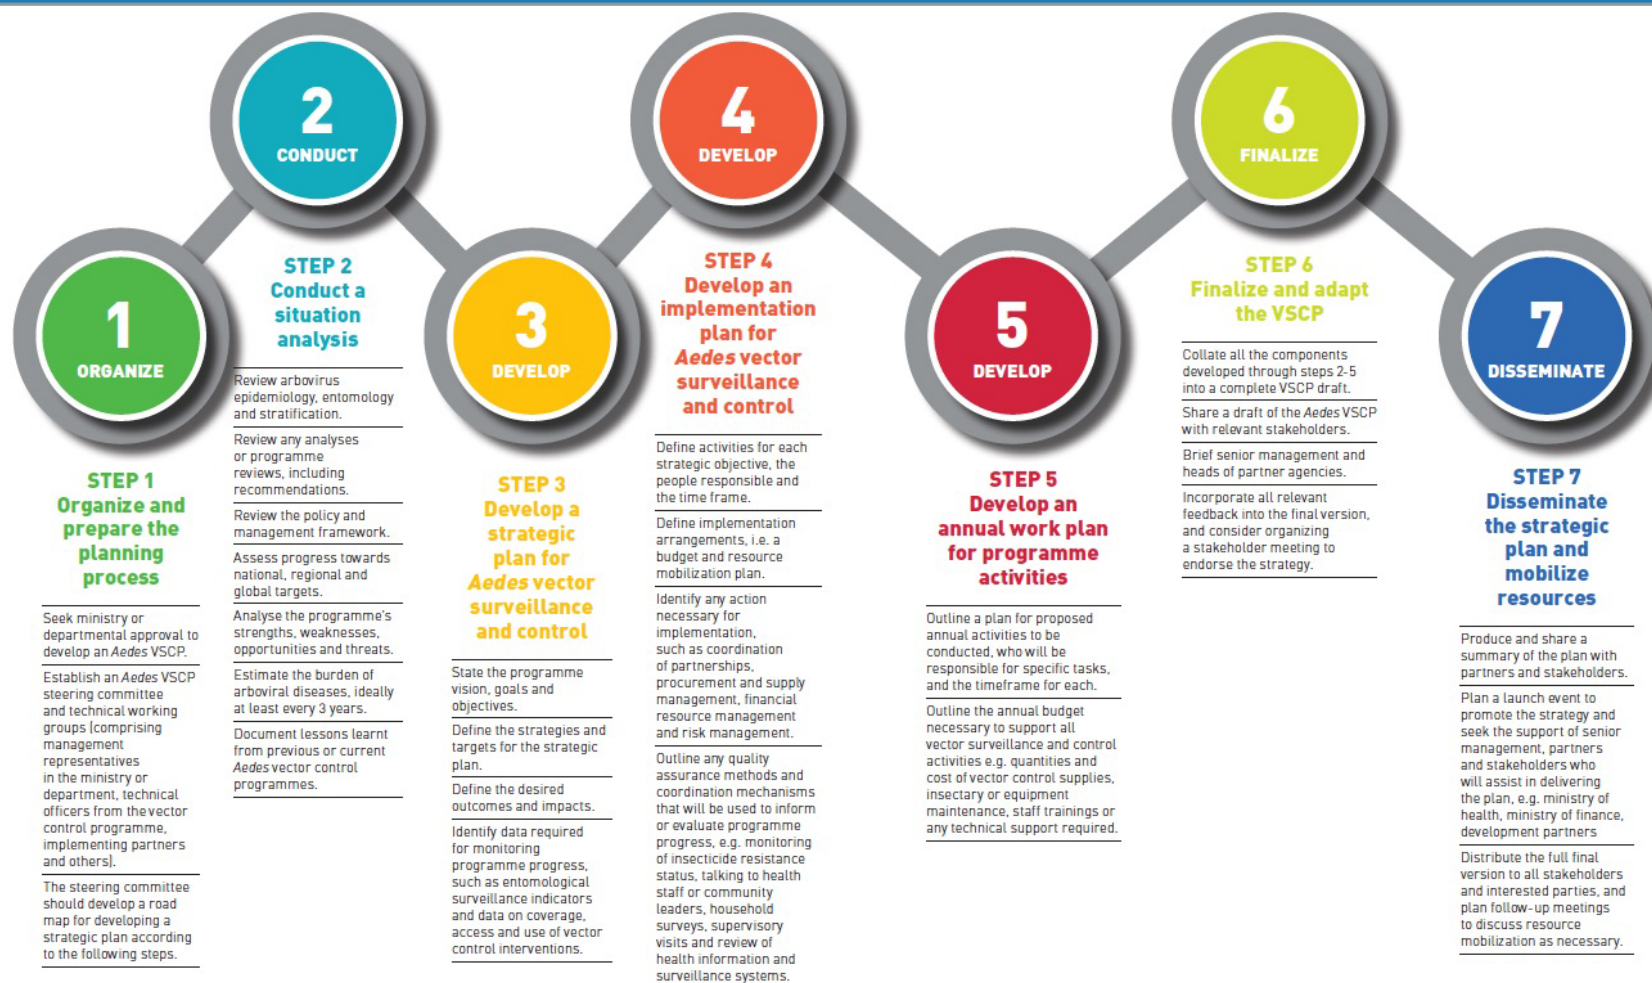 1
ORGANIZE
STEP 1
Organize and
prepare the
planning
process
Seek ministry or
departmental approval to
develop an Aedes VSCP.
Establish an Aedes VSCP
steering committee
and technical working
groups (comprising
management
representatives
in the ministry or
department, technical
officers from the vector
control programme,
implementing partners
and others).
The steering committee
should develop a road
map for developing a
strategic plan according
to the following steps.
2
CONDUCT
STEP 2
Conduct a
situation
analysis
Review arbovirus
epidemiology, entomology
and stratification.
Review any analyses
or programme
reviews, including
recommendations.
Review the policy and
management framework.
Assess progress towards
national, regional and
global targets.
Analyse the programme's
strengths, weaknesses,
opportunities and threats.
Estimate the burden of
arboviral diseases, ideally
at least every 3 years.
Document lessons learnt
from previous or current
Aedes vector control
programmes.
3
DEVELOP
STEP 3
Develop a
strategic
plan for
Aedes vector
surveillance
and control
State the programme
vision, goals and
objectives.
Define the strategies and
targets for the strategic
plan.
Define the desired
outcomes and impacts.
Identify data required
for monitoring
programme progress,
such as entomological
surveillance indicators
and data on coverage,
access and use of vector
control interventions.
4
DEVELOP
STEP 4
Develop an
implementation
plan for
Aedes vector
surveillance
and control
Define activities for each
strategic objective, the
people responsible and
the time frame.
Define implementation
arrangements, i.e. a
budget and resource
mobilization plan.
Identify any action
necessary for
implementation,
such as coordination
of partnerships,
procurement and supply
management, financial
resource management
and risk management.
Outline any quality
assurance methods and
coordination mechanisms
that will be used to inform
or evaluate programme
progress, e.g. monitoring
of insecticide resistance
status, talking to health
staff or community
leaders, household
surveys, supervisory
visits and review of
health information and
surveillance systems.
5
DEVELOP
STEP 5
Develop an
annual work plan
for programme
activities
Outline a plan for proposed
annual activities to be
conducted, who will be
responsible for specific tasks,
and the timeframe for each.
Outline the annual budget
necessary to support all
vector surveillance and control
activities e.g. quantities and
cost of vector control supplies,
insectary or equipment
maintenance, staff trainings or
any technical support required.
6
FINALIZE
STEP 6
Finalize and adapt
the VSCP
Collate all the components
developed through steps 2-5
into a complete VSCP draft.
Share a draft of the Aedes VSCP
with relevant stakeholders.
Brief senior management and
heads of partner agencies.
Incorporate all relevant
feedback into the final version,
and consider organizing
a stakeholder meeting to
endorse the strategy.
7
DISSEMINATE
STEP 7
Disseminate
the strategic
plan and
mobilize
resources
Produce and share a
summary of the plan with
partners and stakeholders.
Plan a launch event to
promote the strategy and
seek the support of senior
management, partners
and stakeholders who
will assist in delivering
the plan, e.g. ministry of
health, ministry of finance,
development partners
Distribute the full final
version to all stakeholders
and interested parties, and
plan follow-up meetings
to discuss resource
mobilization as necessary.